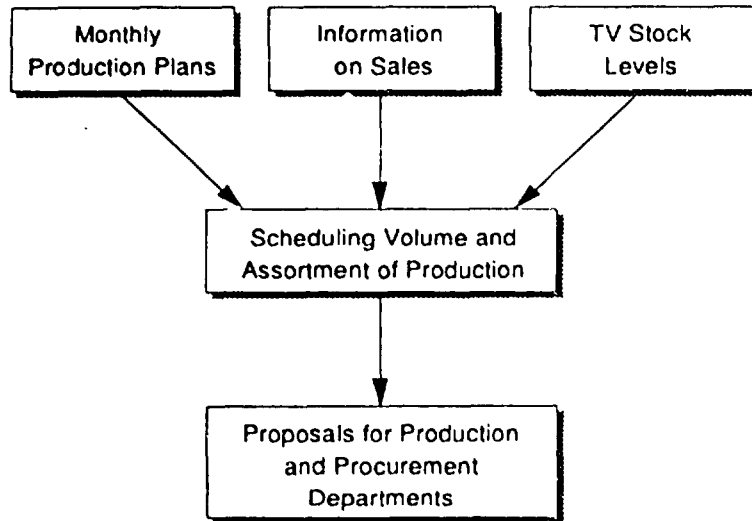 Monthly
Production Plans
Information
on Sales
TV Stock
Levels
Scheduling Volume and
Assortment of Production
Proposals for Production
and Procurement
Departments